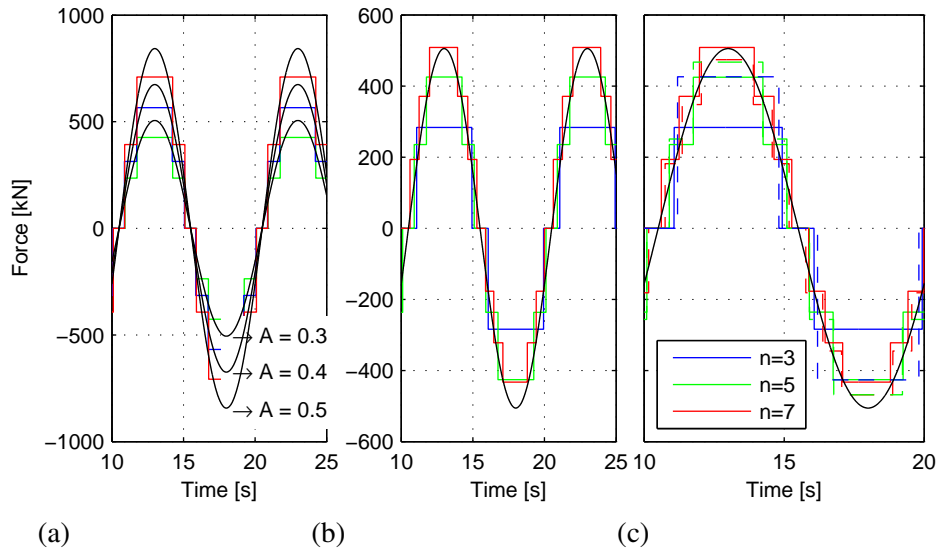 1000
500
0
−500
−1000
Force [kN]
10 15 20 25
Time [s]
A = 0.3
A = 0.4
A = 0.5
(a)
600
400
200
0
−200
−400
−600
10 15 20 25
Time [s]
(b)
n=3
n=5
n=7
10 15 20
Time [s]
(c)